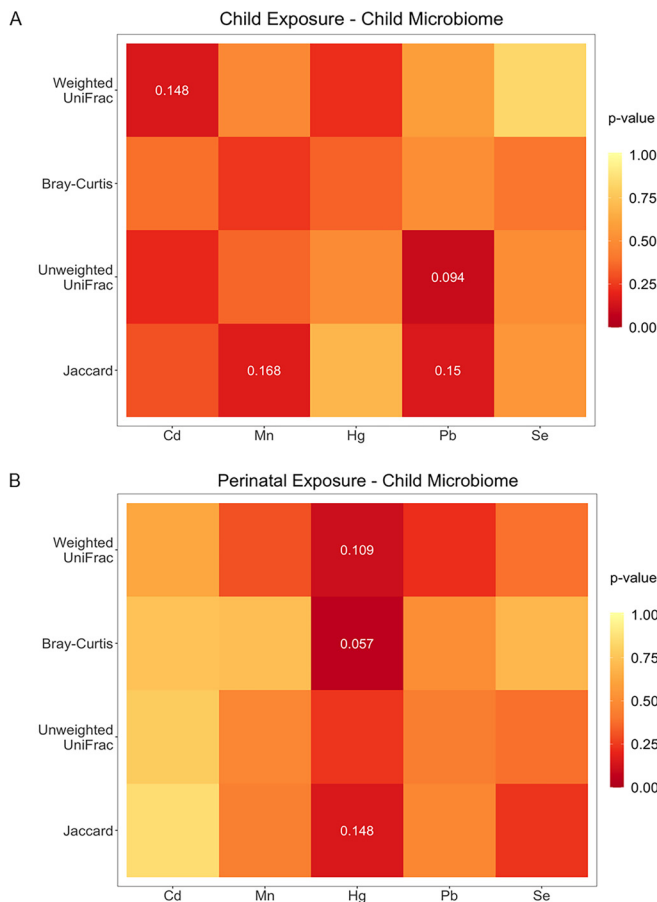 A
Child Exposure - Child Microbiome
Weighted
UniFrac
Bray-Curtis
Unweighted
UniFrac
Jaccard
0.148
0.094
0.168
0.15
Cd
Mn
Hg
Pb
Se
p-value
1.00
0.75
0.50
0.25
0.00
B
Perinatal Exposure - Child Microbiome
Weighted
UniFrac
Bray-Curtis
Unweighted
UniFrac
Jaccard
0.109
0.057
0.148
Cd
Mn
Hg
Pb
Se
p-value
1.00
0.75
0.50
0.25
0.00